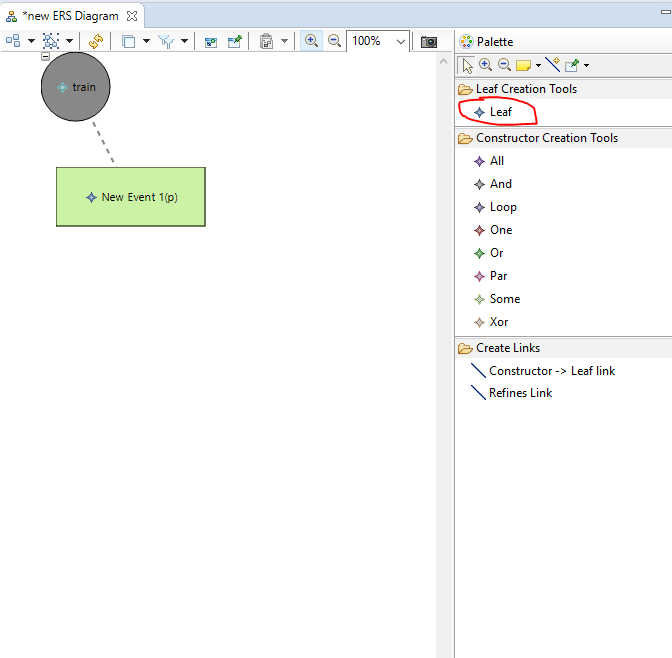 *new ERS Diagram
100%
train
New Event 1(p)
Palette
Leaf Creation Tools
Leaf
Constructor Creation Tools
All
And
Loop
One
Or
Par
Some
Xor
Create Links
Constructor -> Leaf link
Refines Link